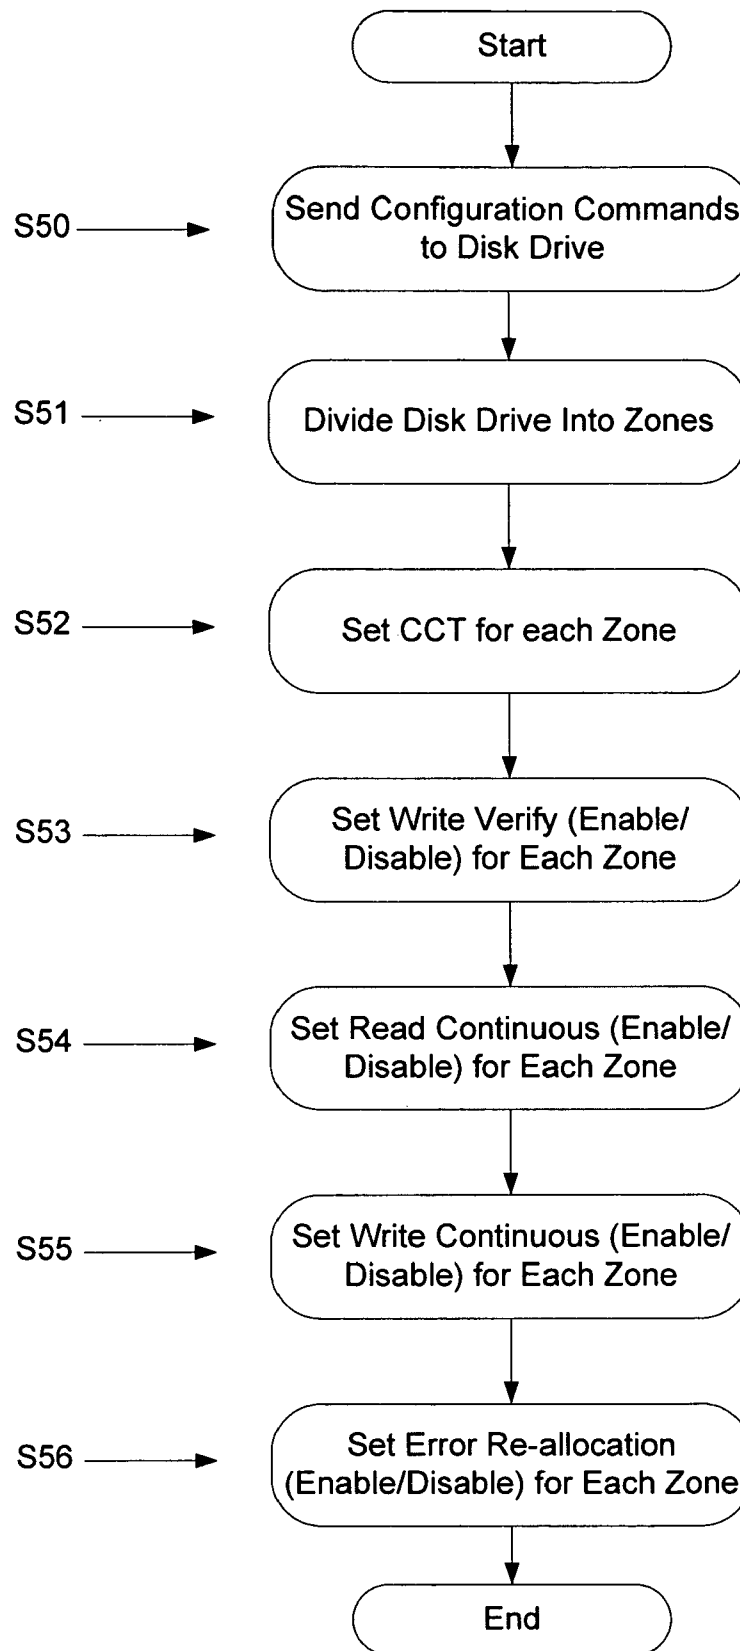 Start
S50
Send Configuration Commands
to Disk Drive
S51
Divide Disk Drive Into Zones
S52
Set CCT for each Zone
S53
Set Write Verify (Enable/
Disable) for Each Zone
S54
Set Read Continuous (Enable/
Disable) for Each Zone
S55
Set Write Continuous (Enable/
Disable) for Each Zone
S56
Set Error Re-allocation
(Enable/Disable) for Each Zone
End